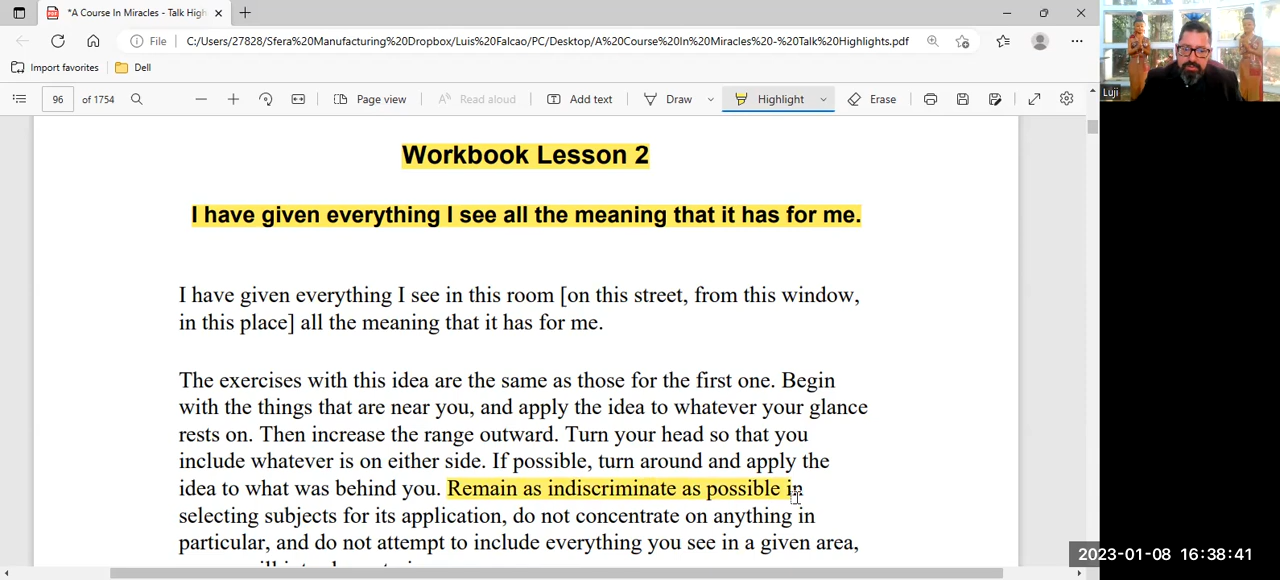 *A Course In Miracles - Talk High
File
C:/Users/27828/Sfera%20Manufacturing%20Dropbox/Luis%20Falcao/PC/Desktop/A%20Course%20In%20Miracles%20-%20Talk%20Highlights.pdf
Import favorites
Dell
96 of 1754
Page view
Read aloud
Add text
Draw
Highlight
Erase
Luji
Workbook Lesson 2
I have given everything I see all the meaning that it has for me.
I have given everything I see in this room [on this street, from this window,
in this place] all the meaning that it has for me.
The exercises with this idea are the same as those for the first one. Begin
with the things that are near you, and apply the idea to whatever your glance
rests on. Then increase the range outward. Turn your head so that you
include whatever is on either side. If possible, turn around and apply the
idea to what was behind you. Remain as indiscriminate as possible in
selecting subjects for its application, do not concentrate on anything in
particular, and do not attempt to include everything you see in a given area,
2023-01-08 16:38:41